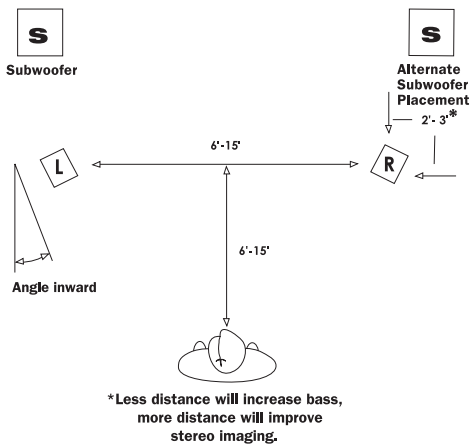 S
Subwoofer
S
Alternate
Subwoofer
Placement
2'- 3'*
6'-15'
L
R
6'-15'
Angle inward
*Less distance will increase bass,
more distance will improve
stereo imaging.